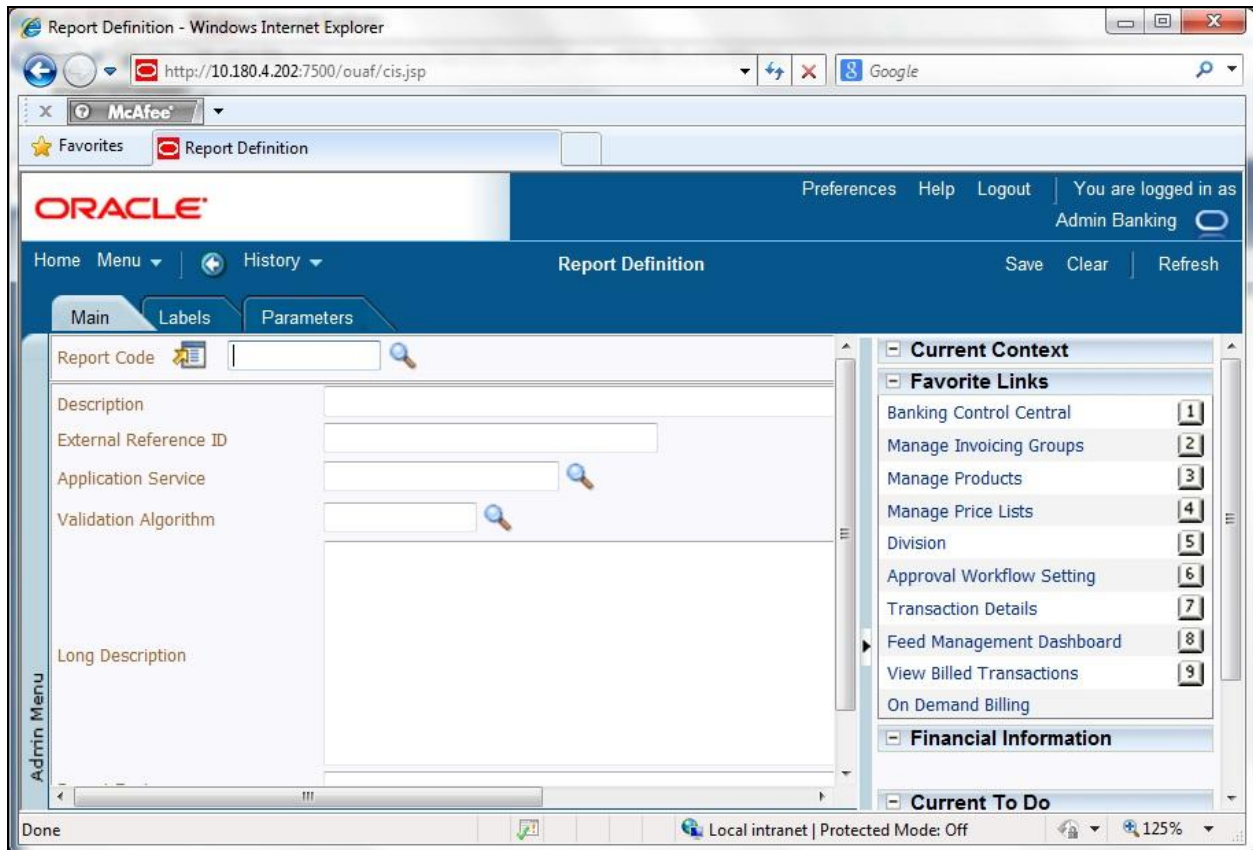 Report Definition - Windows Internet Explorer
http://10.180.4.202:7500/ouaf/cis.jsp
Google
McAfee
Favorites
Report Definition
ORACLE
Preferences Help Logout You are logged in as
Admin Banking
Home Menu History Report Definition Save Clear Refresh
Main Labels Parameters
Report Code
Description
External Reference ID
Application Service
Validation Algorithm
Long Description
Admin Menu
Current Context
Favorite Links
Banking Control Central 1
Manage Invoicing Groups 2
Manage Products 3
Manage Price Lists 4
Division 5
Approval Workflow Setting 6
Transaction Details 7
Feed Management Dashboard 8
View Billed Transactions 9
On Demand Billing
Financial Information
Current To Do
Done Local intranet | Protected Mode: Off 125%